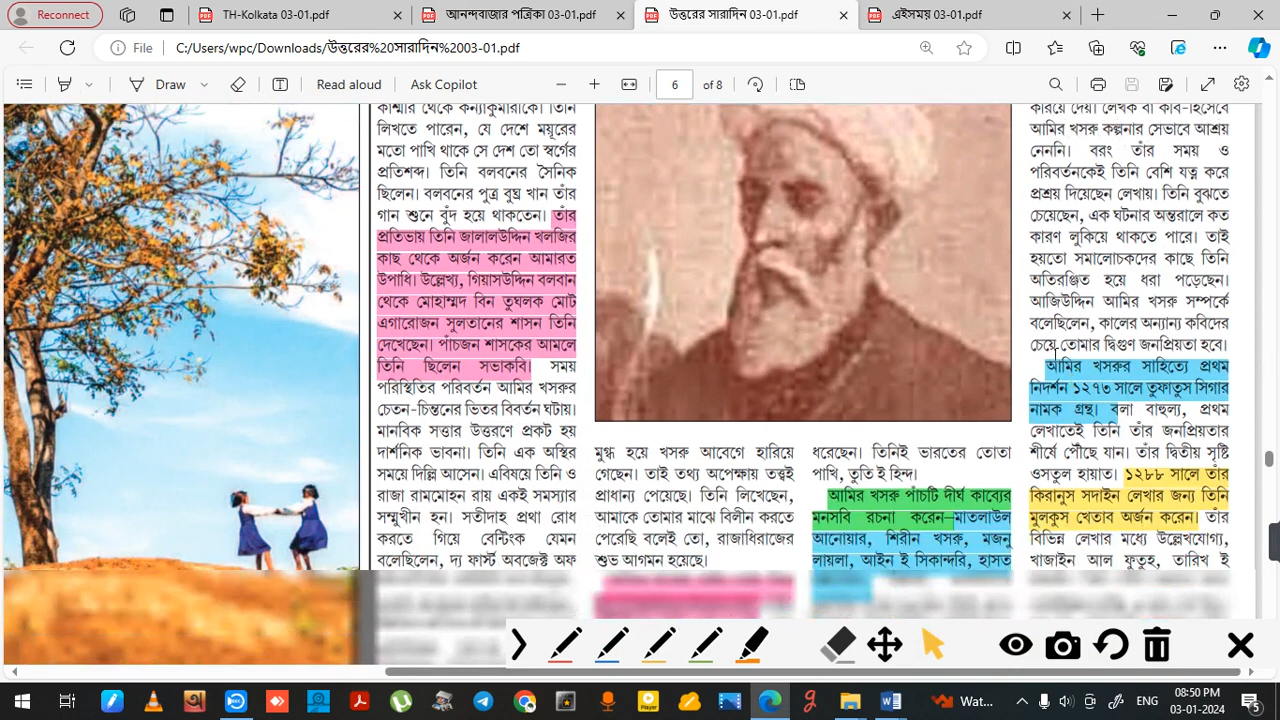 Reconnect
TH-Kolkata 03-01.pdf
আনন্দবাজার পত্রিকা 03-01.pdf
উত্তরের সারাদিন 03-01.pdf
এইসময় 03-01.pdf
File
C:/Users/wpc/Downloads/উত্তরের%20সারাদিন%2003-01.pdf
Draw
Read aloud
Ask Copilot
6 of 8
কাশ্মীর থেকে কন্যাকুমারীকে। তিনি
লিখতে পারেন, যে দেশে ময়ূরের
মতো পাখি থাকে সে দেশ তো স্বর্গের
প্রতিশব্দ। তিনি বলবনের সৈনিক
ছিলেন। বলবনের পুত্র বুঘ্র খান তাঁর
গান শুনে বুঁদ হয়ে থাকতেন। তাঁর
প্রতিভায় তিনি জালালউদ্দিন খলজির
কাছ থেকে অর্জন করেন আমারত
উপাধি। উল্লেখ্য, গিয়াসউদ্দিন বলবান
থেকে মোহাম্মদ বিন তুঘলক মোট
এগারোজন সুলতানের শাসন তিনি
দেখেছেন। পাঁচজন শাসকের আমলে
তিনি ছিলেন সভাকবি। সময়
পরিস্থিতির পরিবর্তন আমির খসরুর
চেতন-চিন্তনের ভিতর বিবর্তন ঘটায়।
মানবিক সত্তার উত্তরণে প্রকট হয়
দার্শনিক ভাবনা। তিনি এক অস্থির
সময়ে দিল্লি আসেন। এবিষয়ে তিনি ও
রাজা রামমোহন রায় একই সমস্যার
সম্মুখীন হন। সতীদাহ প্রথা রোধ
করতে গিয়ে বেন্টিংক যেমন
বলেছিলেন, দ্য ফার্স্ট অবজেক্ট অফ
মুগ্ধ হয়ে খসরু আবেগে হারিয়ে
গেছেন। তাই তথ্য অপেক্ষায় তত্ত্বই
প্রাধান্য পেয়েছে। তিনি লিখেছেন,
আমাকে তোমার মাঝে বিলীন করতে
পেরেছি বলেই তো, রাজাধিরাজের
শুভ আগমন হয়েছে।
ধরেছেন। তিনিই ভারতের তোতা
পাখি, তুতি ই হিন্দ।
আমির খসরু পাঁচটি দীর্ঘ কাব্যের
মনসবি রচনা করেন—মাতলাউল
আনোয়ার, শিরীন খসরু, মজনু
লায়লা, আইন ই সিকান্দরি, হাসত
করিয়ে দেয়। লেখক বা কবি-হিসেবে
আমির খসরু কল্পনার সেভাবে আশ্রয়
নেননি। বরং তাঁর সময় ও
পরিবর্তনকেই তিনি বেশি যত্ন করে
প্রশ্রয় দিয়েছেন লেখায়। তিনি বুঝতে
চেয়েছেন, এক ঘটনার অন্তরালে কত
কারণ লুকিয়ে থাকতে পারে। তাই
হয়তো সমালোচকদের কাছে তিনি
অতিরঞ্জিত হয়ে ধরা পড়েছেন।
আজিউদ্দিন আমির খসরু সম্পর্কে
বলেছিলেন, কালের অন্যান্য কবিদের
চেয়ে তোমার দ্বিগুণ জনপ্রিয়তা হবে।
আমির খসরুর সাহিত্যে প্রথম
নিদর্শন ১২৭৩ সালে তুফাতুস সিগার
নামক গ্রন্থ। বলা বাহুল্য, প্রথম
লেখাতেই তিনি তাঁর জনপ্রিয়তার
শীর্ষে পৌঁছে যান। তাঁর দ্বিতীয় সৃষ্টি
ওসতুল হায়াত। ১২৮৮ সালে তাঁর
কিরানুস সদাইন লেখার জন্য তিনি
মুলকুস খেতাব অর্জন করেন। তাঁর
বিভিন্ন লেখার মধ্যে উল্লেখযোগ্য,
খাজাইন আল ফুতুহ, তারিখ ই
Wat...
ENG
08:50 PM
03-01-2024
5